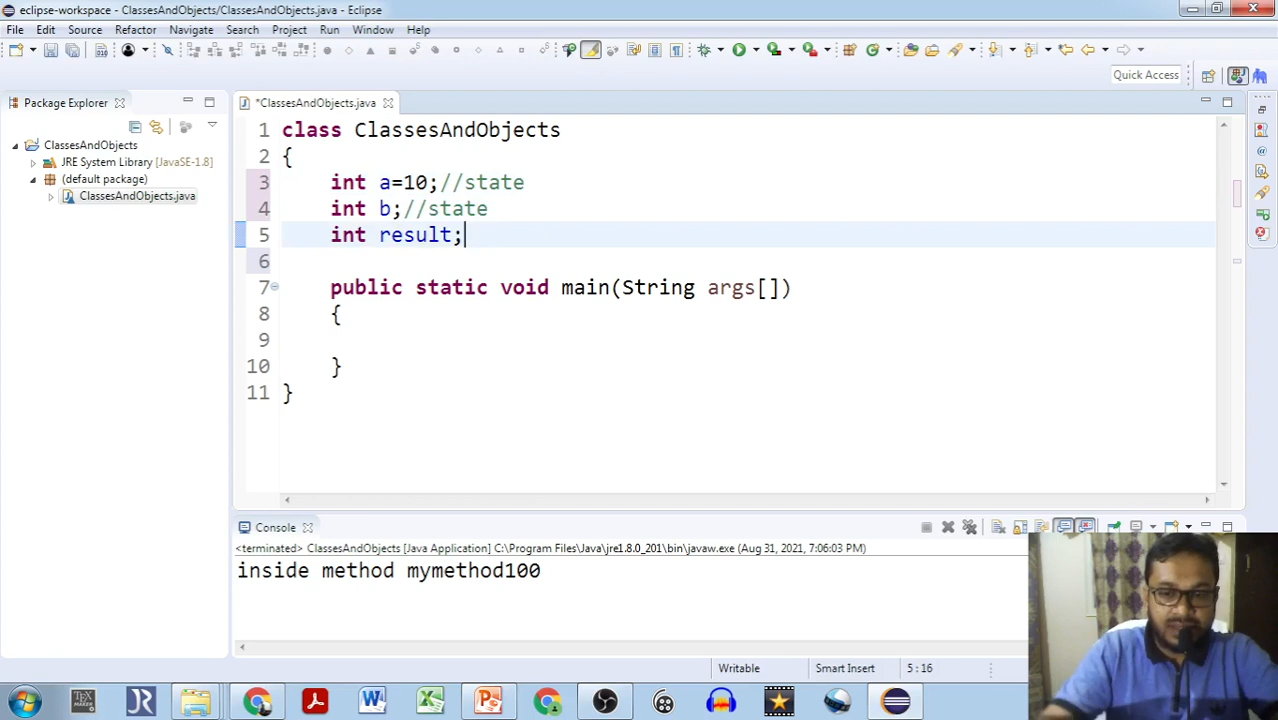 eclipse-workspace - ClassesAndObjects/ClassesAndObjects.java - Eclipse
File Edit Source Refactor Navigate Search Project Run Window Help
Quick Access
Package Explorer
*ClassesAndObjects.java
ClassesAndObjects
JRE System Library [JavaSE-1.8]
(default package)
ClassesAndObjects.java
1 class ClassesAndObjects
2 {
3 int a=10;//state
4 int b;//state
5 int result;
6
7 public static void main(String args[])
8 {
9
10 }
11 }
Console
<terminated> ClassesAndObjects [Java Application] C:\Program Files\Java\jre1.8.0_201\bin\javaw.exe (Aug 31, 2021, 7:06:03 PM)
inside method mymethod100
Writable Smart Insert 5 : 16